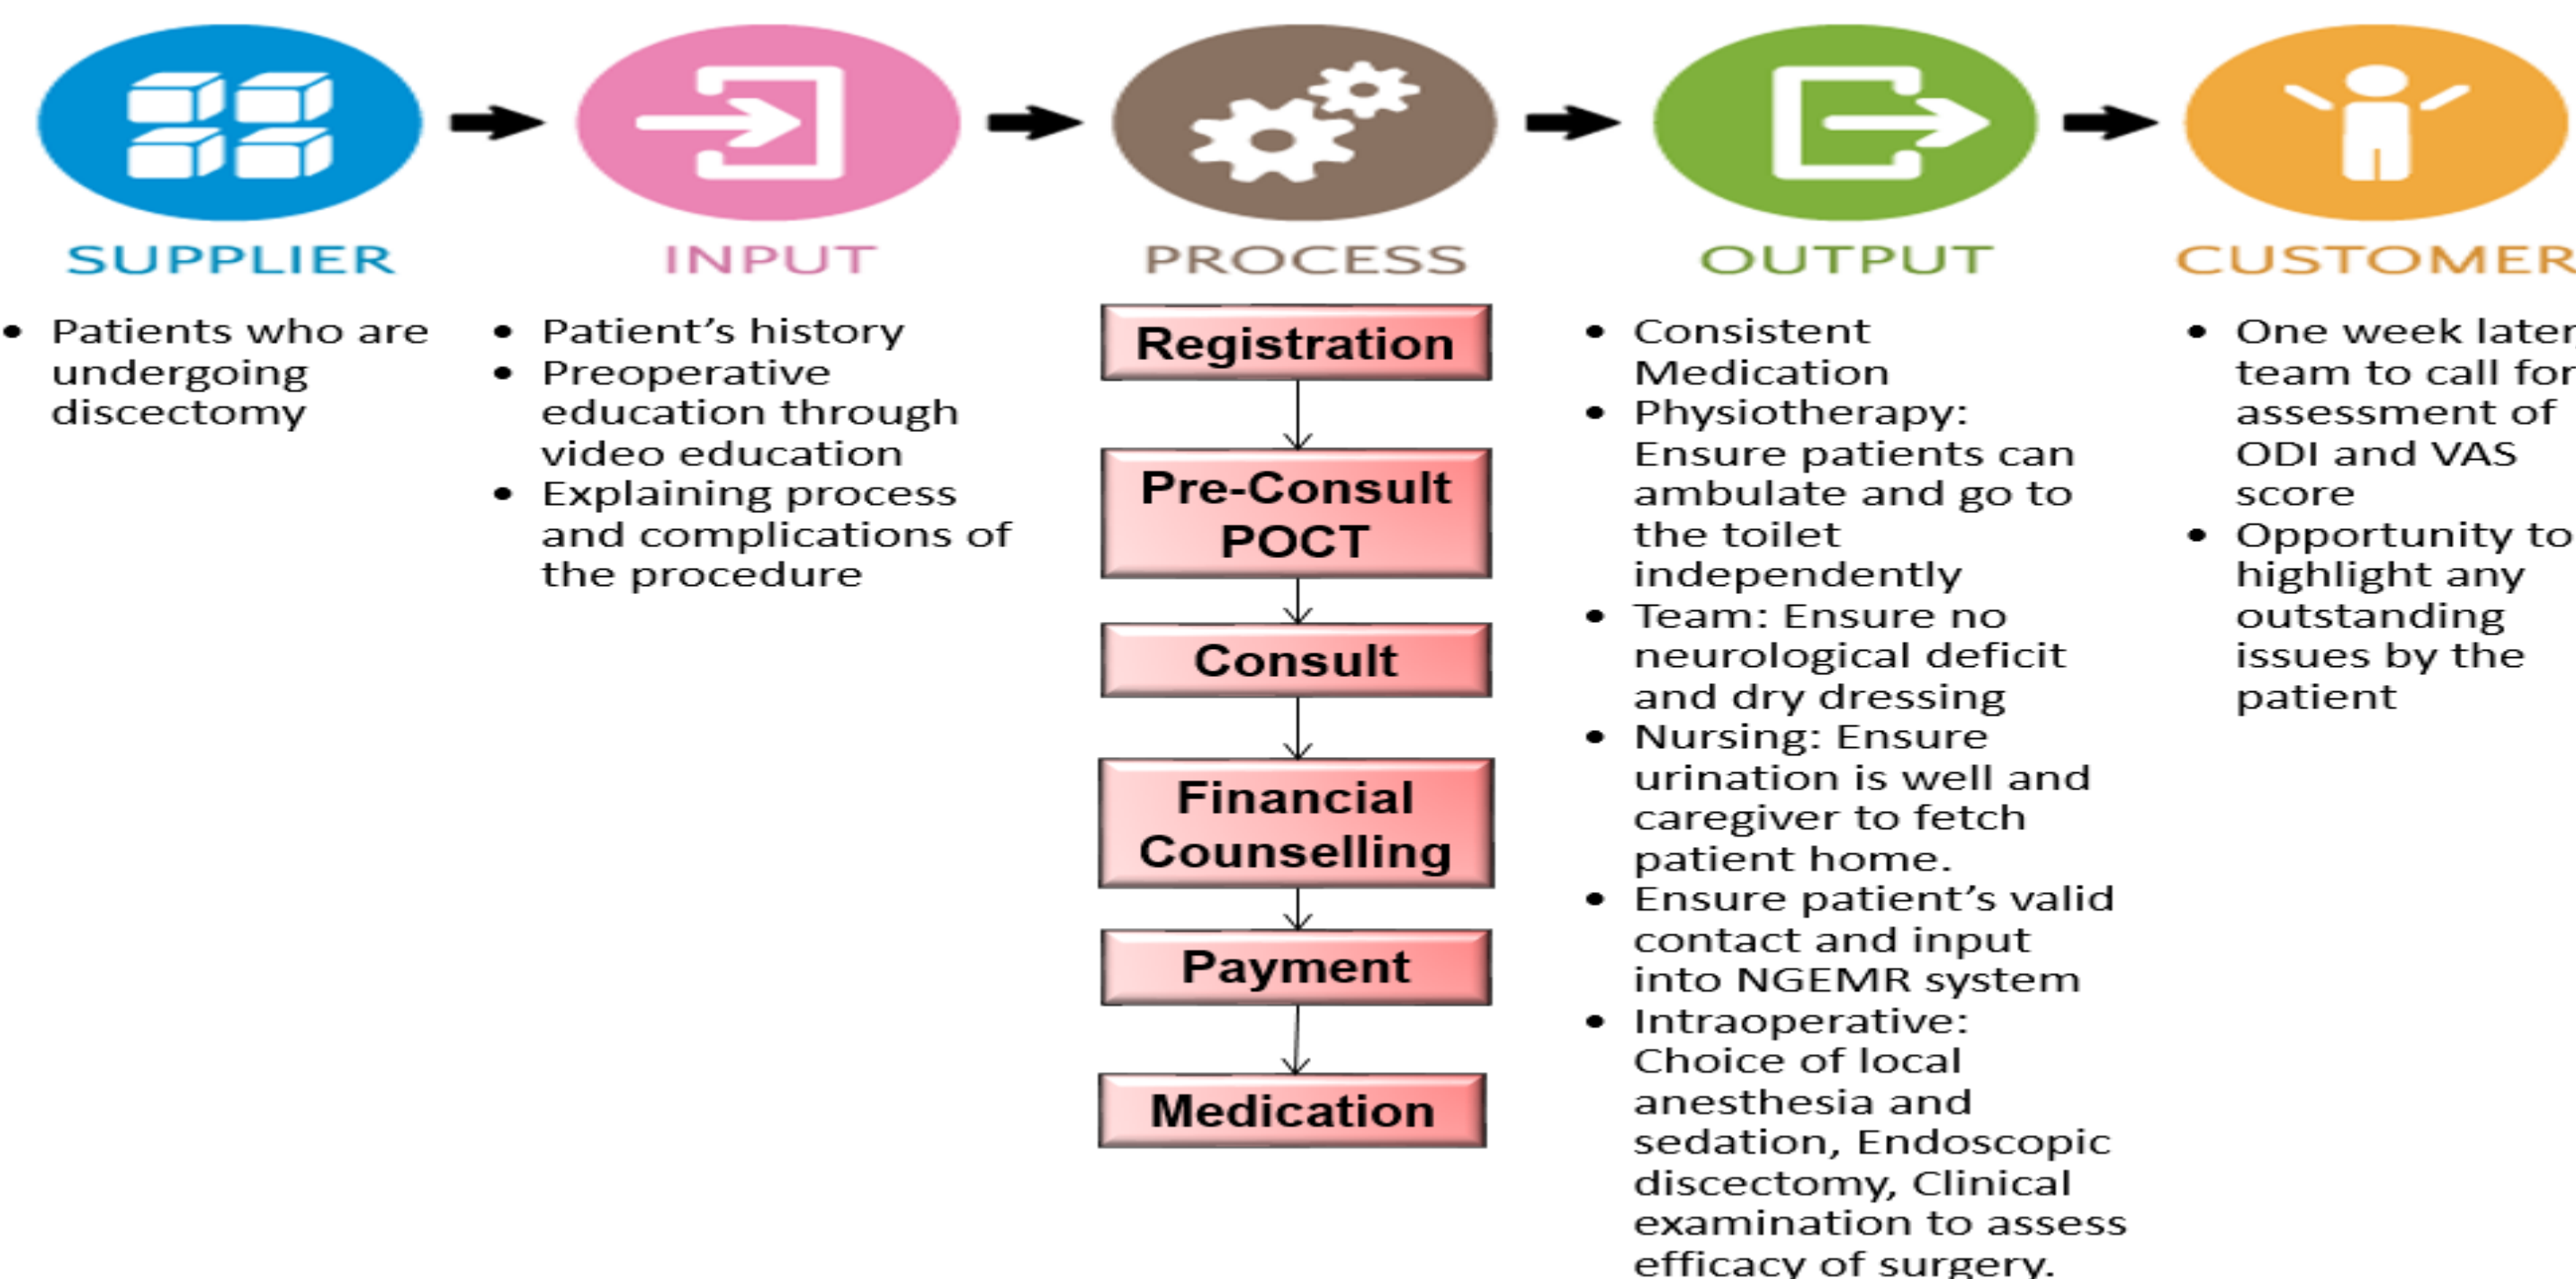 SUPPLIER
INPUT
PROCESS
OUTPUT
CUSTOMER
• Patients who are
undergoing
discectomy
• Patient’s history
• Preoperative
education through
video education
• Explaining process
and complications of
the procedure
Registration
Pre-Consult
POCT
Consult
Financial
Counselling
Payment
Medication
• Consistent
Medication
• Physiotherapy:
Ensure patients can
ambulate and go to
the toilet
independently
• Team: Ensure no
neurological deficit
and dry dressing
• Nursing: Ensure
urination is well and
caregiver to fetch
patient home.
• Ensure patient’s valid
contact and input
into NGEMR system
• Intraoperative:
Choice of local
anesthesia and
sedation, Endoscopic
discectomy, Clinical
examination to assess
efficacy of surgery.
• One week later,
team to call for
assessment of
ODI and VAS
score
• Opportunity to
highlight any
outstanding
issues by the
patient